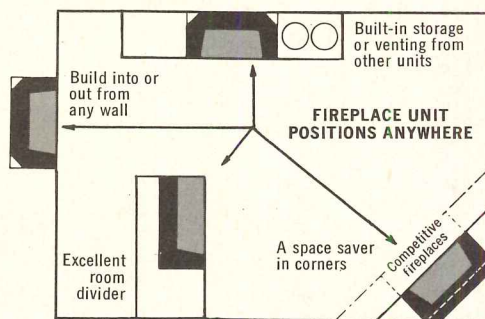 Built-in storage
or venting from
other units
Build into or
out from
any wall
FIREPLACE UNIT
POSITIONS ANYWHERE
Excellent
room
divider
A space saver
in corners
Competitive
fireplaces